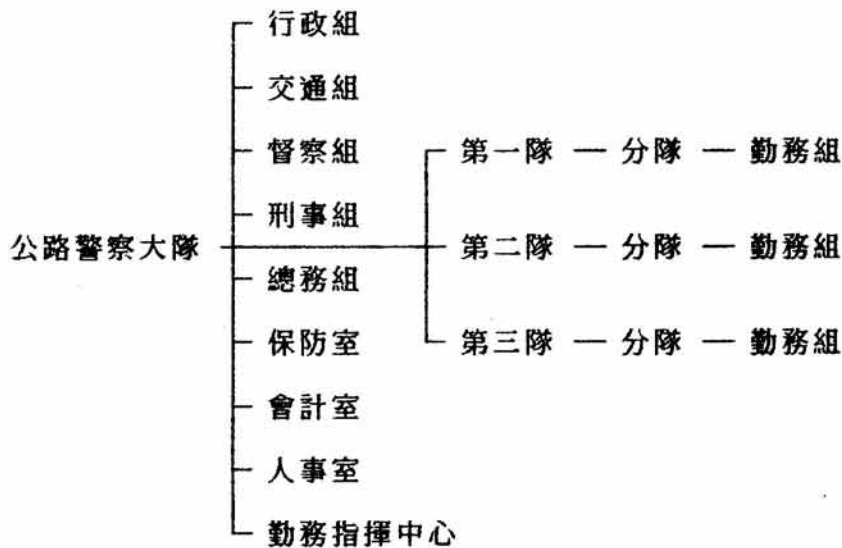 行政組
交通組
督察組 第一隊 — 分隊 — 勤務組
刑事組
公路警察大隊 第二隊 — 分隊 — 勤務組
總務組
保防室 第三隊 — 分隊 — 勤務組
會計室
人事室
勤務指揮中心